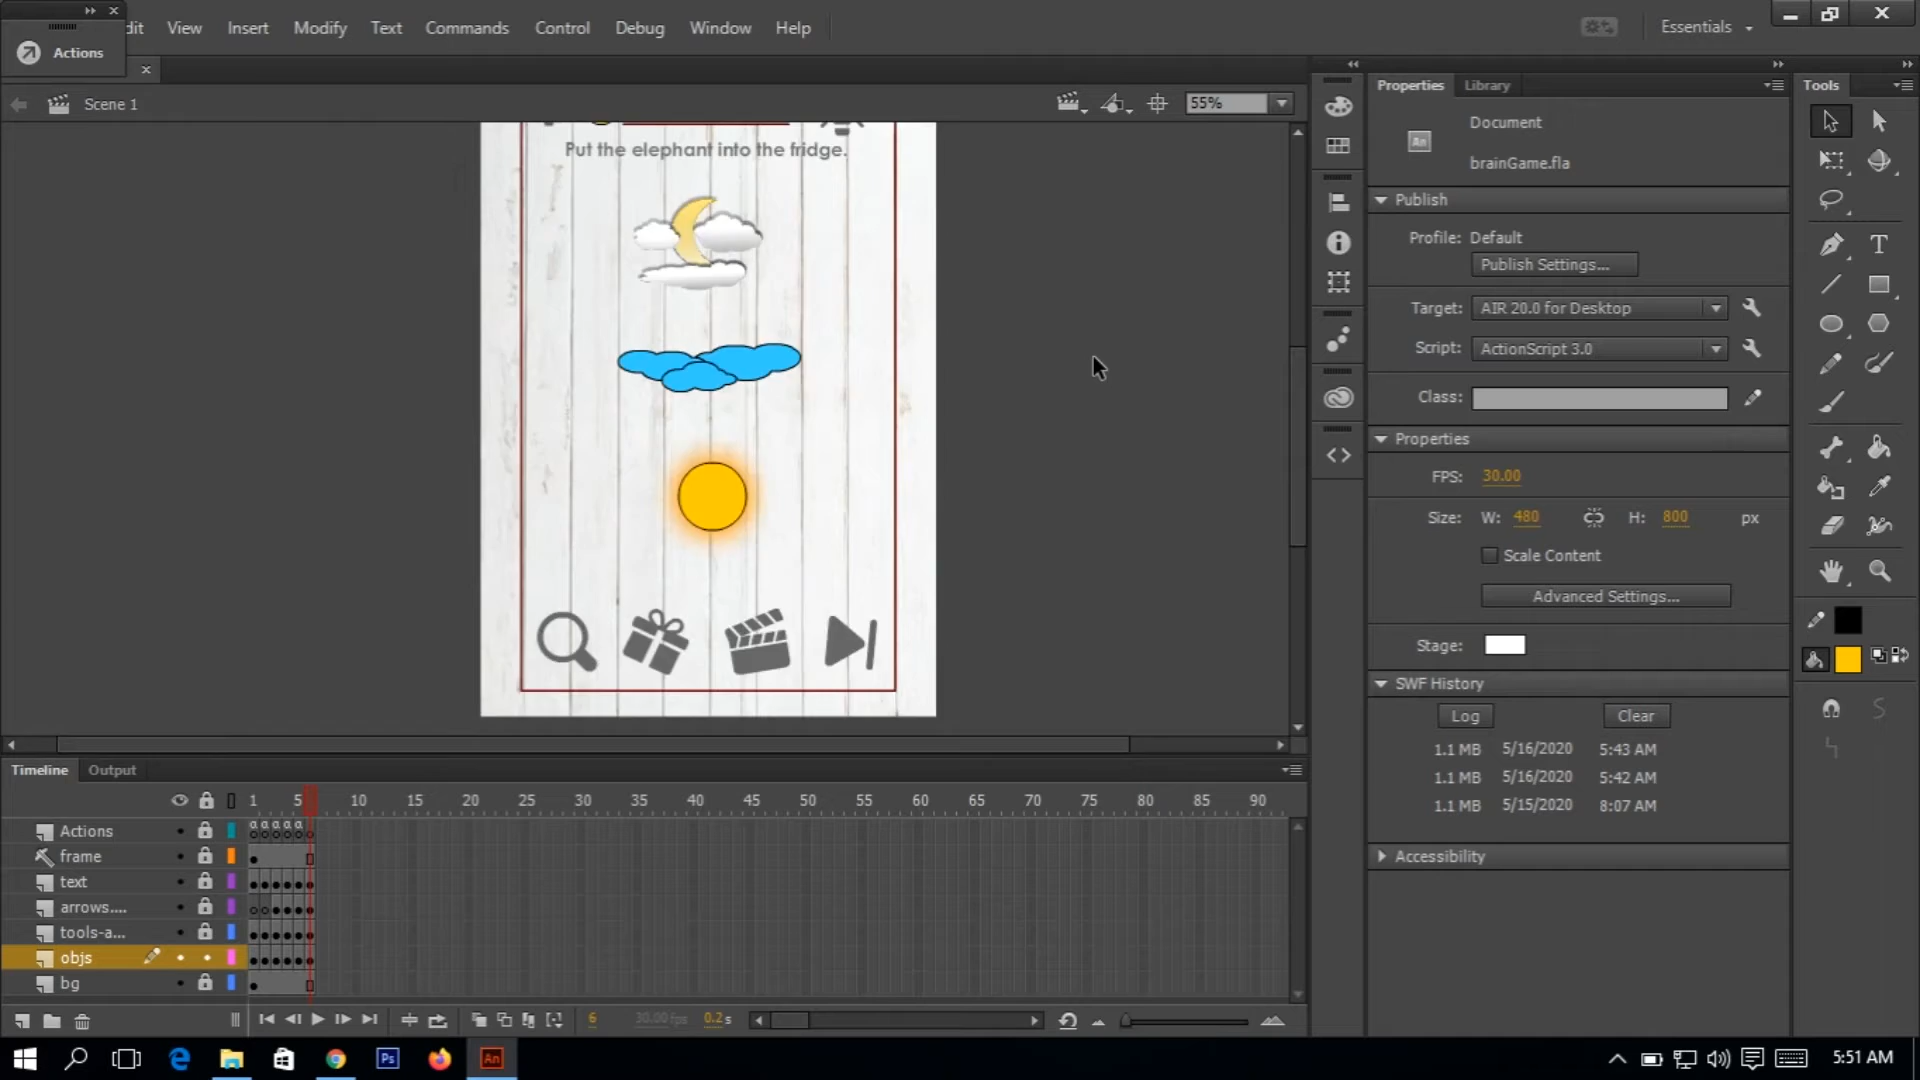 Actions
dit View Insert Modify Text Commands Control Debug Window Help
Essentials
Scene 1
55%
Put the elephant into the fridge.
Properties Library
Tools
Document
An
brainGame.fla
Publish
Profile: Default
Publish Settings...
Target: AIR 20.0 for Desktop
Script: ActionScript 3.0
Class:
Properties
FPS: 30.00
Size: W: 480 H: 800 px
Scale Content
Advanced Settings...
Stage:
SWF History
Log Clear
1.1 MB 5/16/2020 5:43 AM
1.1 MB 5/16/2020 5:42 AM
1.1 MB 5/15/2020 8:07 AM
Accessibility
Timeline Output
1 5 10 15 20 25 30 35 40 45 50 55 60 65 70 75 80 85 90
Actions
frame
text
arrows....
tools-a...
objs
bg
6 30.00 fps 0.2 s
Ps An 5:51 AM